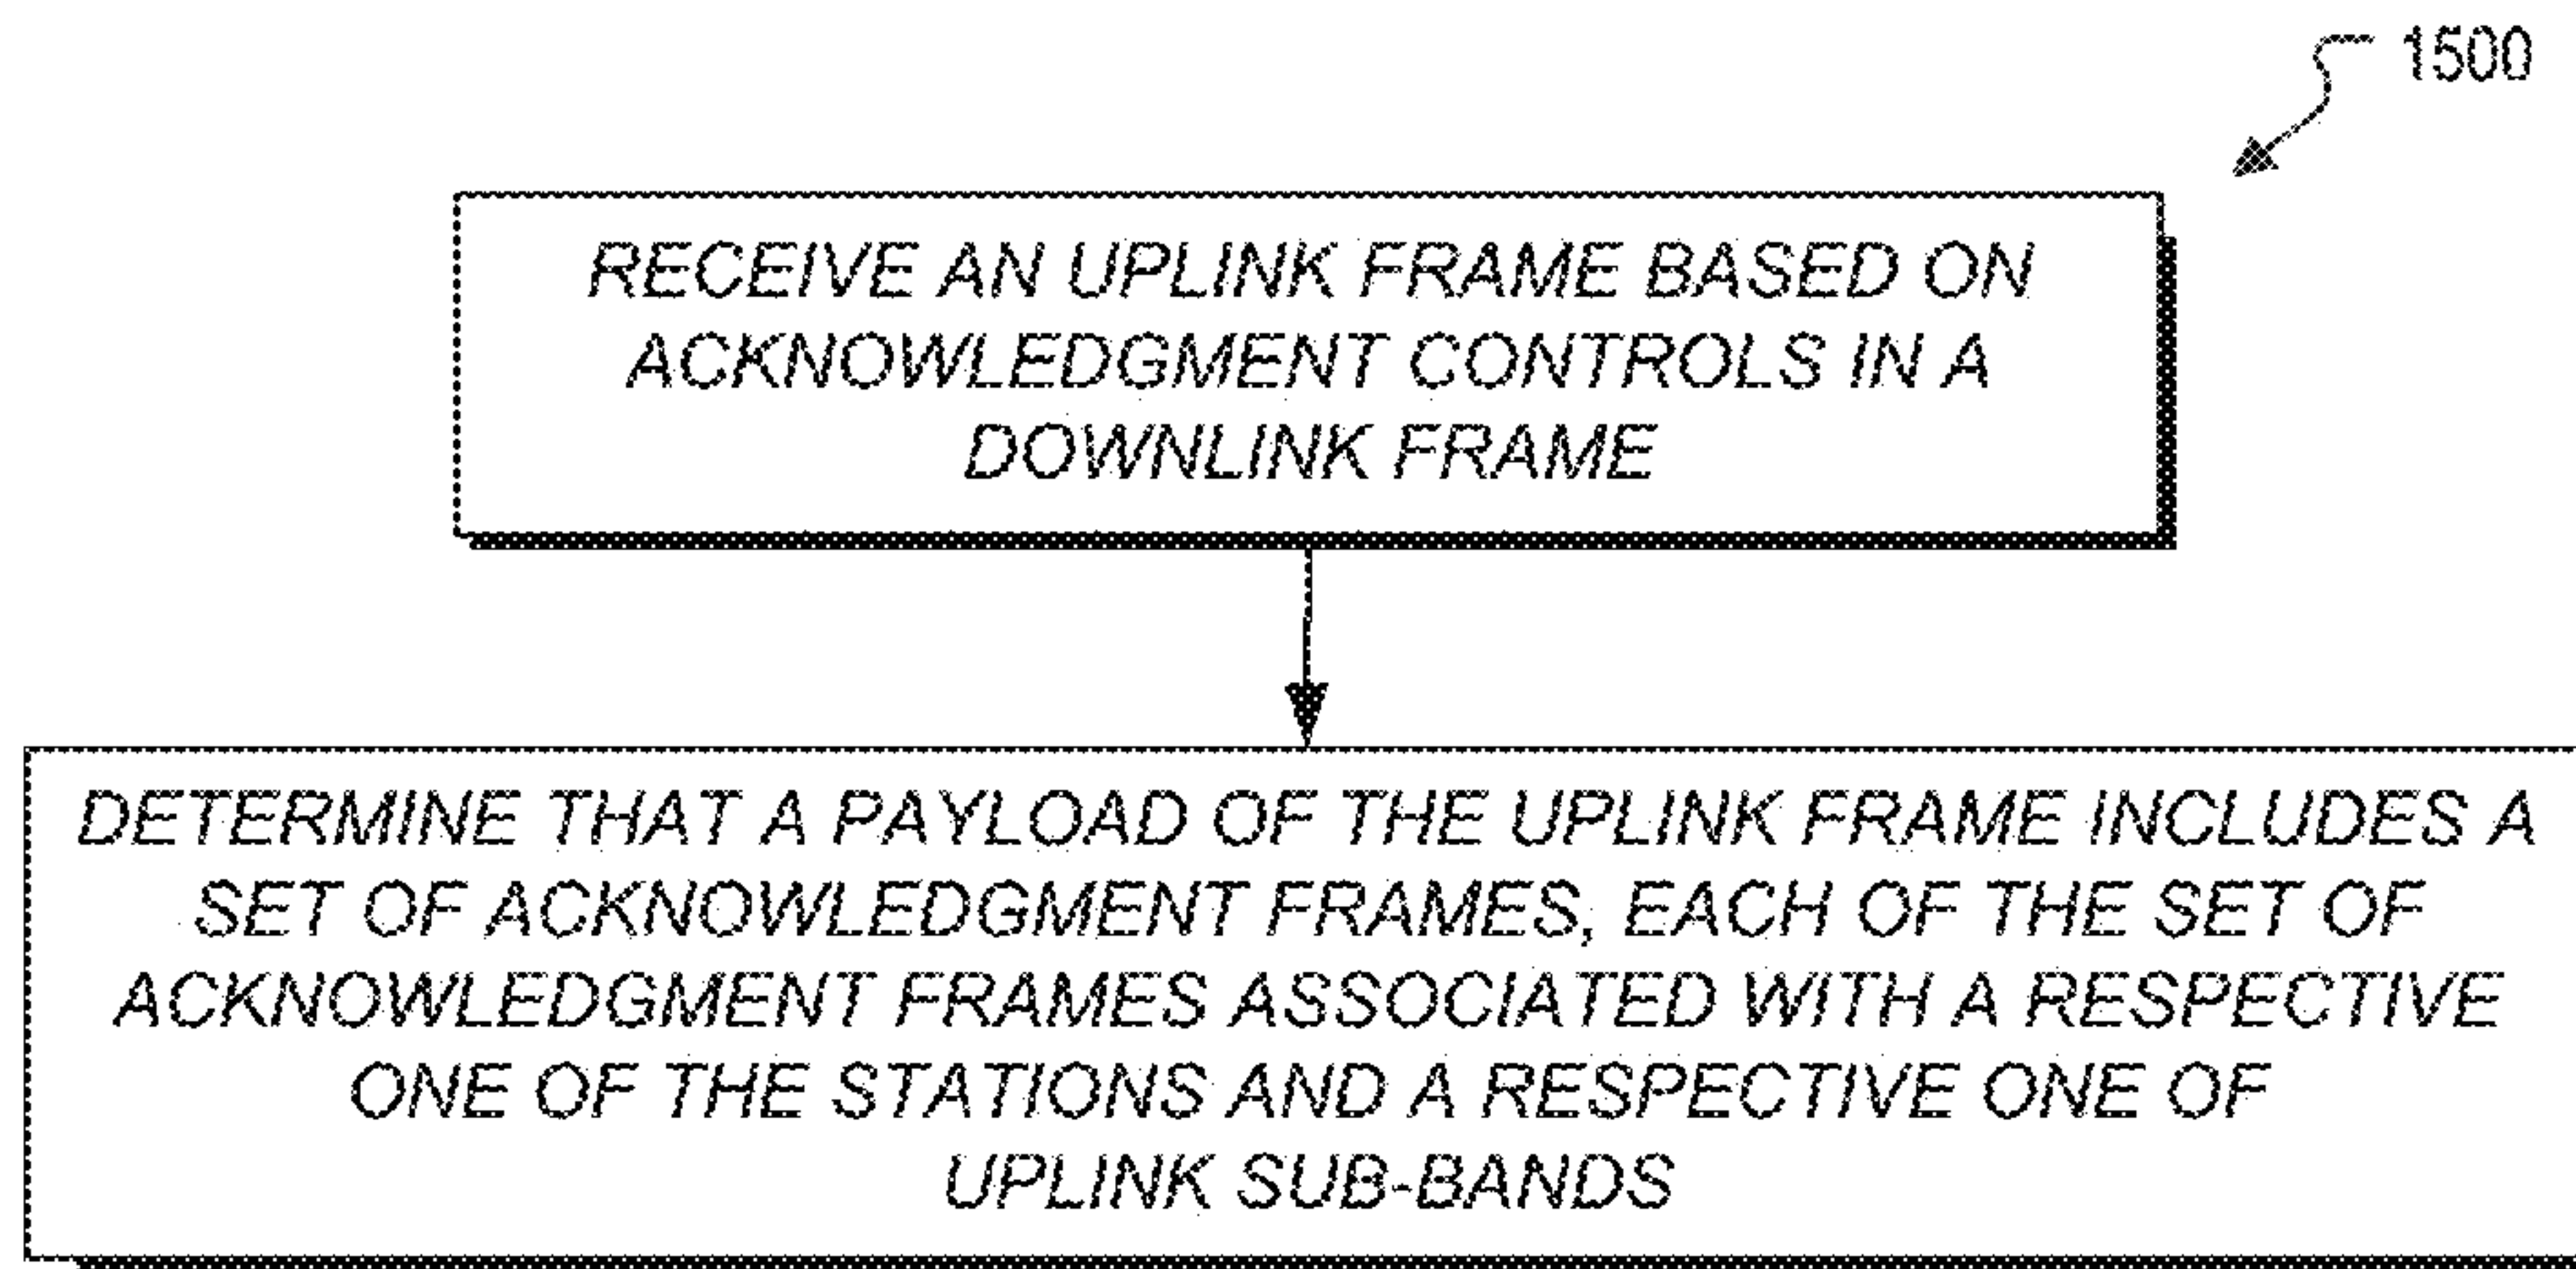 1500
RECEIVE AN UPLINK FRAME BASED ON
ACKNOWLEDGMENT CONTROLS IN A
DOWNLINK FRAME
DETERMINE THAT A PAYLOAD OF THE UPLINK FRAME INCLUDES A
SET OF ACKNOWLEDGMENT FRAMES, EACH OF THE SET OF
ACKNOWLEDGMENT FRAMES ASSOCIATED WITH A RESPECTIVE
ONE OF THE STATIONS AND A RESPECTIVE ONE OF
UPLINK SUB-BANDS